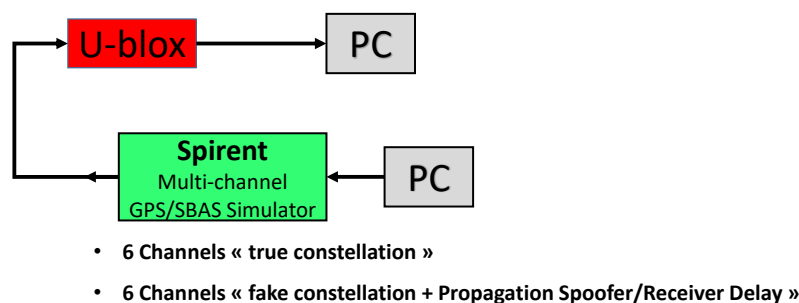 U-blox
PC
Spirent
Multi-channel
GPS/SBAS Simulator
PC
• 6 Channels « true constellation »
• 6 Channels « fake constellation + Propagation Spoofer/Receiver Delay »